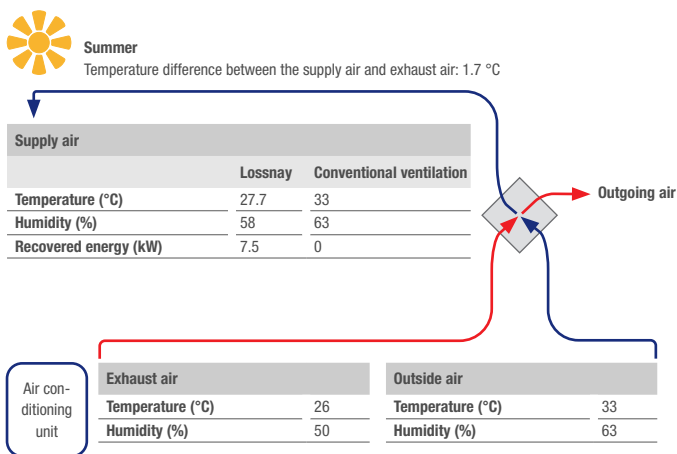 Summer
Temperature difference between the supply air and exhaust air: 1.7 °C
Supply air
Lossnay Conventional ventilation
Temperature (°C) 27.7 33
Humidity (%) 58 63
Recovered energy (kW) 7.5 0
Outgoing air
Air con-
ditioning
unit
Exhaust air
Temperature (°C) 26
Humidity (%) 50
Outside air
Temperature (°C) 33
Humidity (%) 63